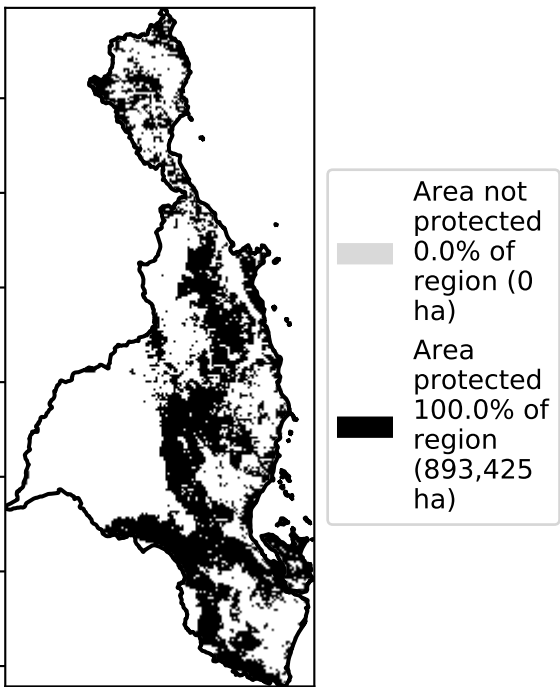 Area not
protected
0.0% of
region (0
ha)
Area
protected
100.0% of
region
(893,425
ha)